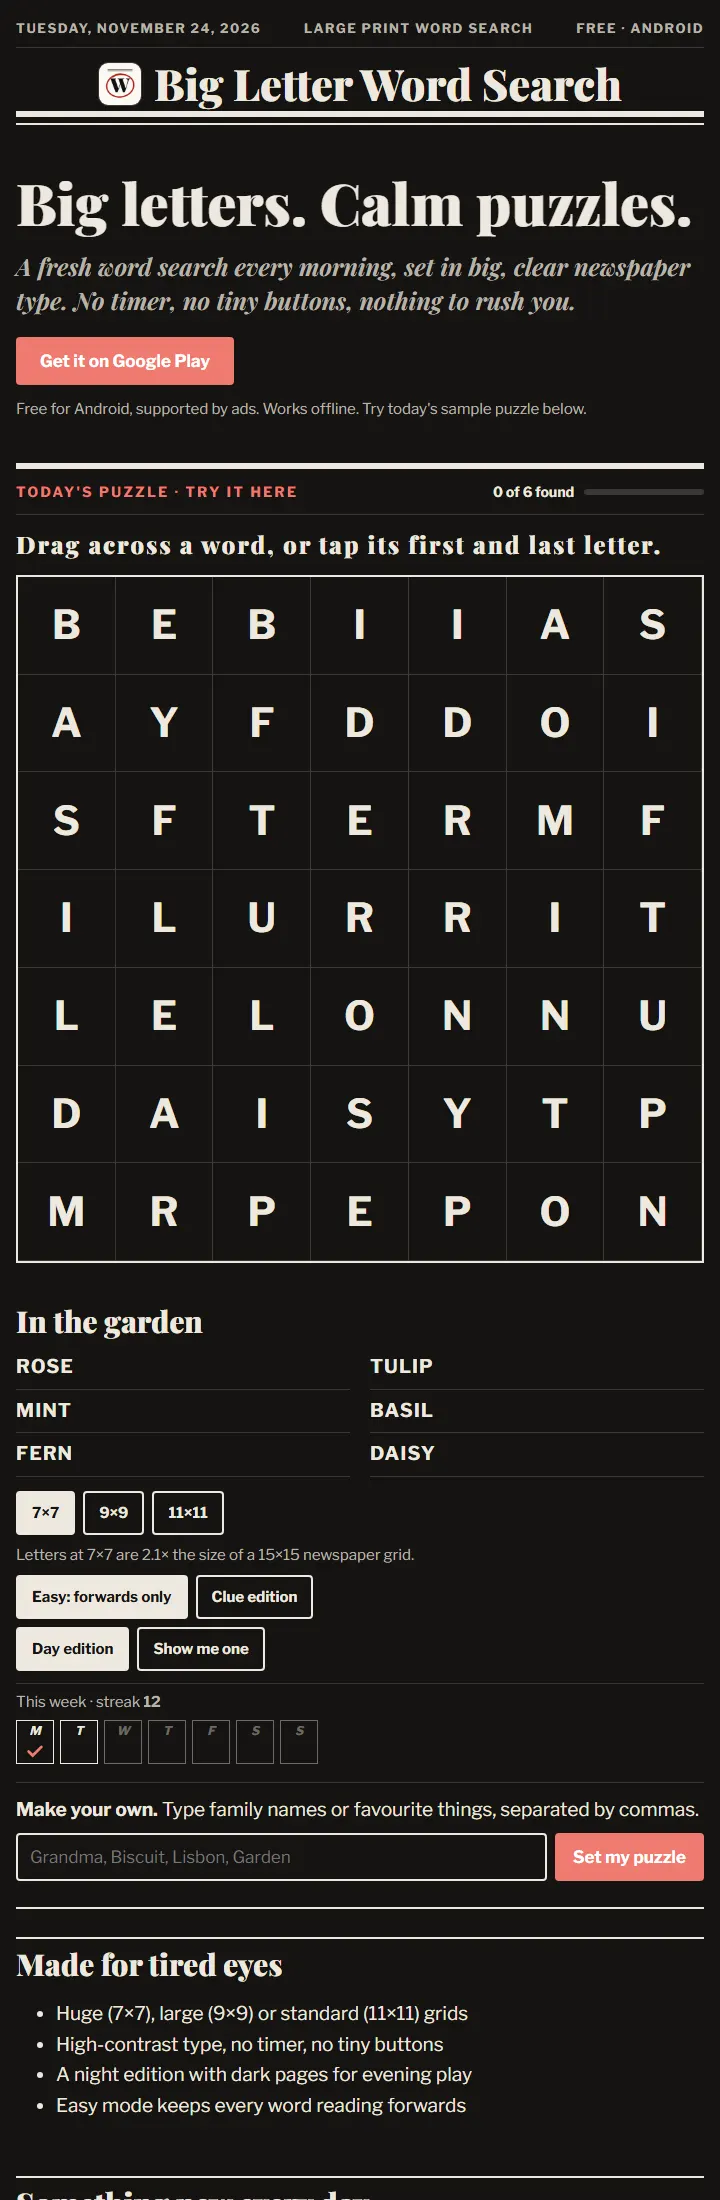 TUESDAY, NOVEMBER 24, 2026 LARGE PRINT WORD SEARCH FREE · ANDROID
W Big Letter Word Search
Big letters. Calm puzzles.
A fresh word search every morning, set in big, clear newspaper
type. No timer, no tiny buttons, nothing to rush you.
Get it on Google Play
Free for Android, supported by ads. Works offline. Try today's sample puzzle below.
TODAY'S PUZZLE · TRY IT HERE 0 of 6 found
Drag across a word, or tap its first and last letter.
B E B I I A S
A Y F D D O I
S F T E R M F
I L U R R I T
L E L O N N U
D A I S Y T P
M R P E P O N
In the garden
ROSE TULIP
MINT BASIL
FERN DAISY
7×7 9×9 11×11
Letters at 7×7 are 2.1× the size of a 15×15 newspaper grid.
Easy: forwards only Clue edition
Day edition Show me one
This week · streak 12
M T W T F S S
Make your own. Type family names or favourite things, separated by commas.
Grandma, Biscuit, Lisbon, Garden Set my puzzle
Made for tired eyes
• Huge (7×7), large (9×9) or standard (11×11) grids
• High-contrast type, no timer, no tiny buttons
• A night edition with dark pages for evening play
• Easy mode keeps every word reading forwards
Something new every day